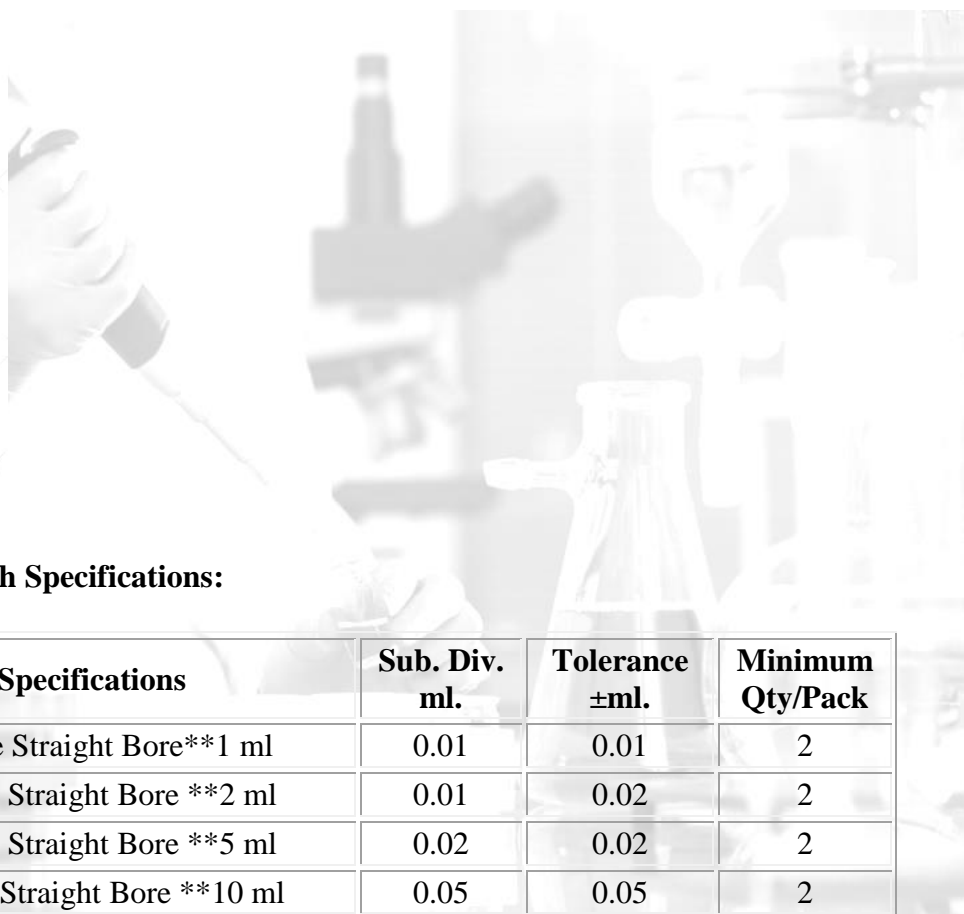 h Specifications:
Specifications Sub. Div. ml. Tolerance ±ml. Minimum Qty/Pack
Straight Bore**1 ml 0.01 0.01 2
Straight Bore **2 ml 0.01 0.02 2
Straight Bore **5 ml 0.02 0.02 2
Straight Bore **10 ml 0.05 0.05 2